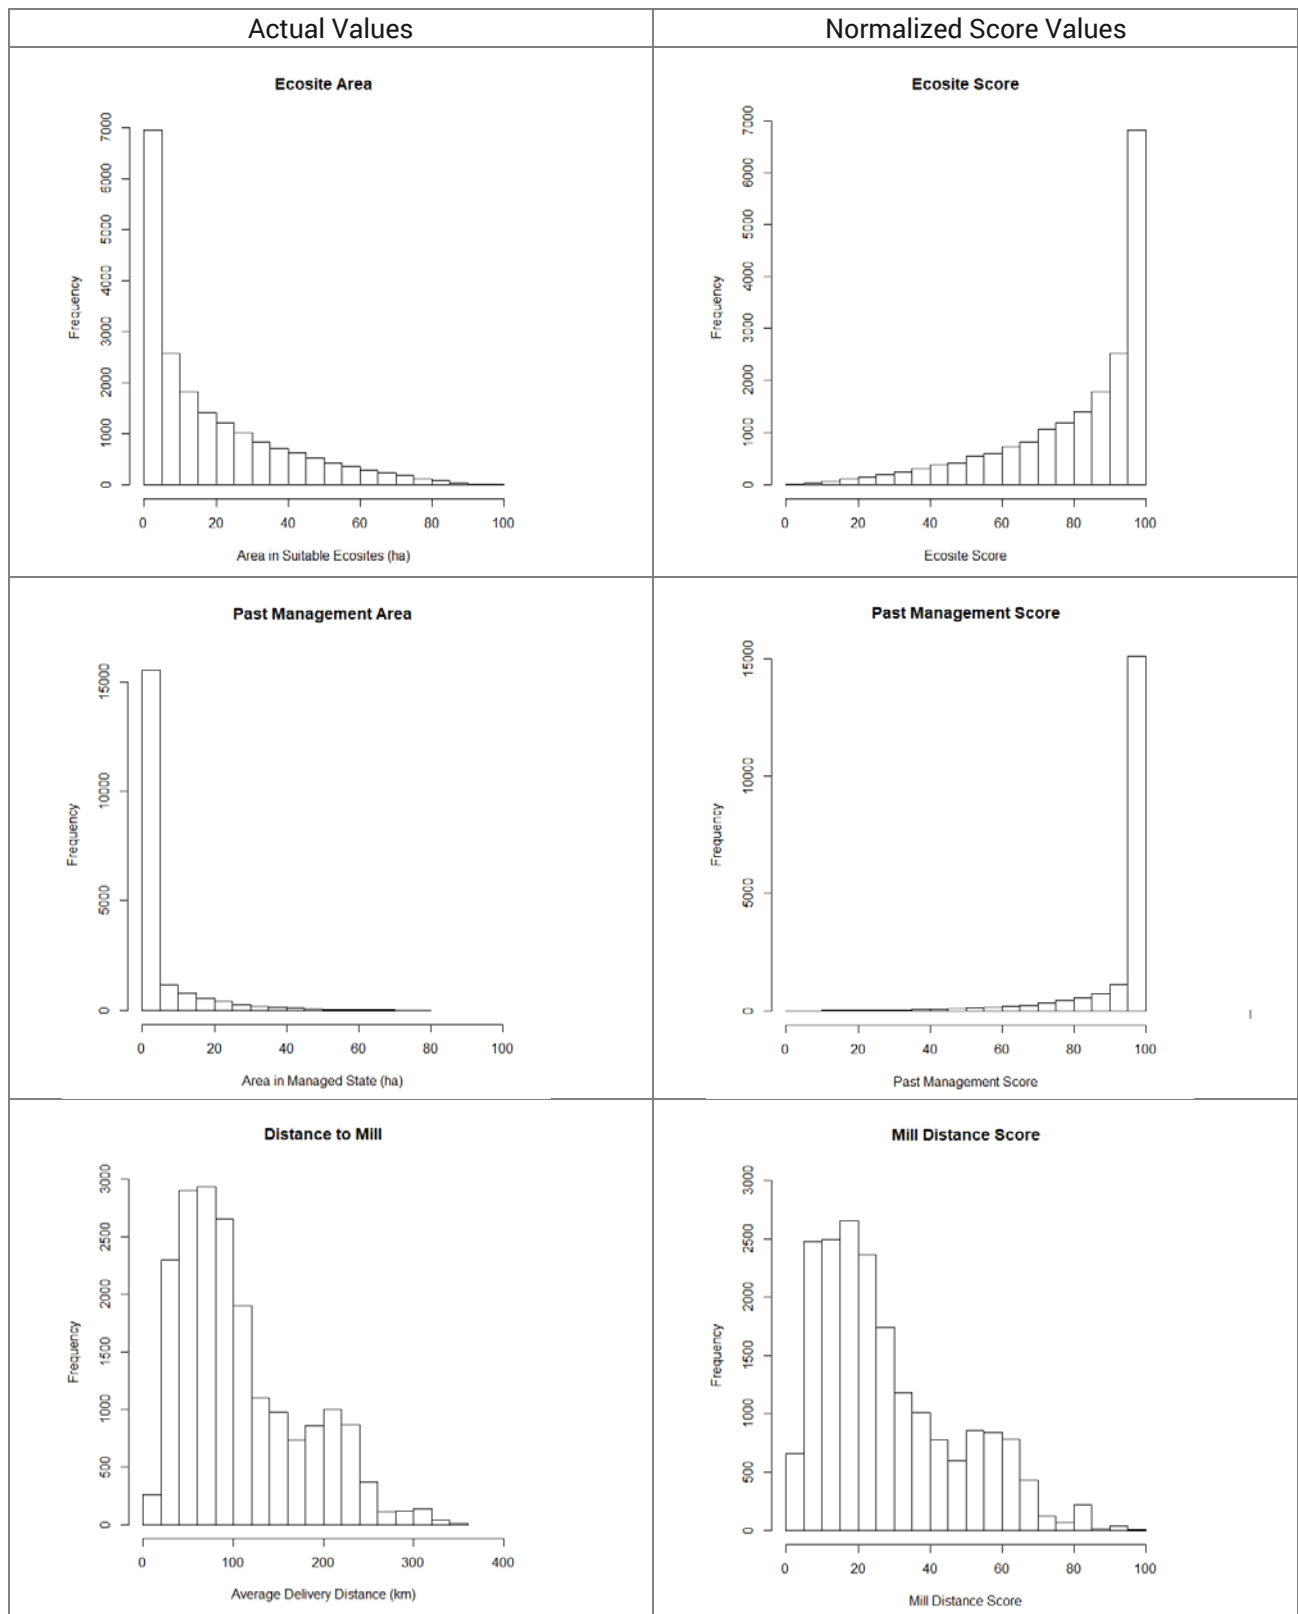 Actual Values
Normalized Score Values
Ecosite Area
7000
6000
5000
4000
3000
2000
1000
0
Frequency
0 20 40 60 80 100
Area in Suitable Ecosites (ha)
Ecosite Score
7000
6000
5000
4000
3000
2000
1000
0
Frequency
0 20 40 60 80 100
Ecosite Score
Past Management Area
15000
10000
5000
0
Frequency
0 20 40 60 80 100
Area in Managed State (ha)
Past Management Score
15000
10000
5000
0
Frequency
0 20 40 60 80 100
Past Management Score
Distance to Mill
3000
2500
2000
1500
1000
500
0
Frequency
0 100 200 300 400
Average Delivery Distance (km)
Mill Distance Score
3000
2500
2000
1500
1000
500
0
Frequency
0 20 40 60 80 100
Mill Distance Score